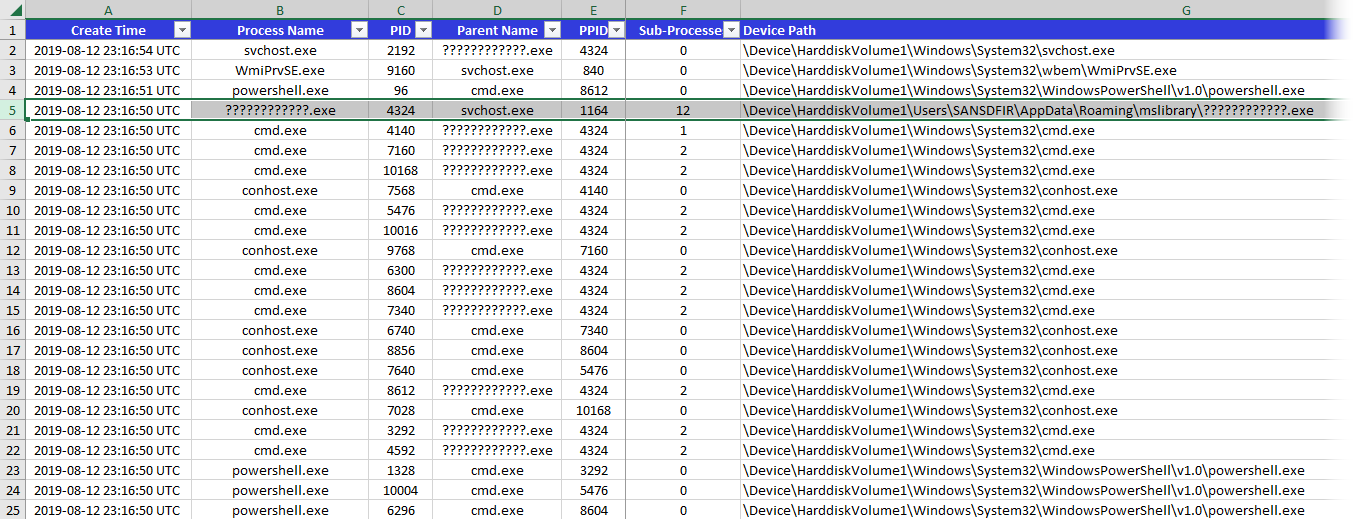 A B C D E F G
1 Create Time Process Name PID Parent Name PPID Sub-Processe Device Path
2 2019-08-12 23:16:54 UTC svchost.exe 2192 ????????????.exe 4324 0 \Device\HarddiskVolume1\Windows\System32\svchost.exe
3 2019-08-12 23:16:53 UTC WmiPrvSE.exe 9160 svchost.exe 840 0 \Device\HarddiskVolume1\Windows\System32\wbem\WmiPrvSE.exe
4 2019-08-12 23:16:51 UTC powershell.exe 96 cmd.exe 8612 0 \Device\HarddiskVolume1\Windows\System32\WindowsPowerShell\v1.0\powershell.exe
5 2019-08-12 23:16:50 UTC ????????????.exe 4324 svchost.exe 1164 12 \Device\HarddiskVolume1\Users\SANSDFIR\AppData\Roaming\mslibrary\????????????.exe
6 2019-08-12 23:16:50 UTC cmd.exe 4140 ????????????.exe 4324 1 \Device\HarddiskVolume1\Windows\System32\cmd.exe
7 2019-08-12 23:16:50 UTC cmd.exe 7160 ????????????.exe 4324 2 \Device\HarddiskVolume1\Windows\System32\cmd.exe
8 2019-08-12 23:16:50 UTC cmd.exe 10168 ????????????.exe 4324 2 \Device\HarddiskVolume1\Windows\System32\cmd.exe
9 2019-08-12 23:16:50 UTC conhost.exe 7568 cmd.exe 4140 0 \Device\HarddiskVolume1\Windows\System32\conhost.exe
10 2019-08-12 23:16:50 UTC cmd.exe 5476 ????????????.exe 4324 2 \Device\HarddiskVolume1\Windows\System32\cmd.exe
11 2019-08-12 23:16:50 UTC cmd.exe 10016 ????????????.exe 4324 2 \Device\HarddiskVolume1\Windows\System32\cmd.exe
12 2019-08-12 23:16:50 UTC conhost.exe 9768 cmd.exe 7160 0 \Device\HarddiskVolume1\Windows\System32\conhost.exe
13 2019-08-12 23:16:50 UTC cmd.exe 6300 ????????????.exe 4324 2 \Device\HarddiskVolume1\Windows\System32\cmd.exe
14 2019-08-12 23:16:50 UTC cmd.exe 8604 ????????????.exe 4324 2 \Device\HarddiskVolume1\Windows\System32\cmd.exe
15 2019-08-12 23:16:50 UTC cmd.exe 7340 ????????????.exe 4324 2 \Device\HarddiskVolume1\Windows\System32\cmd.exe
16 2019-08-12 23:16:50 UTC conhost.exe 6740 cmd.exe 7340 0 \Device\HarddiskVolume1\Windows\System32\conhost.exe
17 2019-08-12 23:16:50 UTC conhost.exe 8856 cmd.exe 8604 0 \Device\HarddiskVolume1\Windows\System32\conhost.exe
18 2019-08-12 23:16:50 UTC conhost.exe 7640 cmd.exe 5476 0 \Device\HarddiskVolume1\Windows\System32\conhost.exe
19 2019-08-12 23:16:50 UTC cmd.exe 8612 ????????????.exe 4324 2 \Device\HarddiskVolume1\Windows\System32\cmd.exe
20 2019-08-12 23:16:50 UTC conhost.exe 7028 cmd.exe 10168 0 \Device\HarddiskVolume1\Windows\System32\conhost.exe
21 2019-08-12 23:16:50 UTC cmd.exe 3292 ????????????.exe 4324 2 \Device\HarddiskVolume1\Windows\System32\cmd.exe
22 2019-08-12 23:16:50 UTC cmd.exe 4592 ????????????.exe 4324 2 \Device\HarddiskVolume1\Windows\System32\cmd.exe
23 2019-08-12 23:16:50 UTC powershell.exe 1328 cmd.exe 3292 0 \Device\HarddiskVolume1\Windows\System32\WindowsPowerShell\v1.0\powershell.exe
24 2019-08-12 23:16:50 UTC powershell.exe 10004 cmd.exe 5476 0 \Device\HarddiskVolume1\Windows\System32\WindowsPowerShell\v1.0\powershell.exe
25 2019-08-12 23:16:50 UTC powershell.exe 6296 cmd.exe 8604 0 \Device\HarddiskVolume1\Windows\System32\WindowsPowerShell\v1.0\powershell.exe